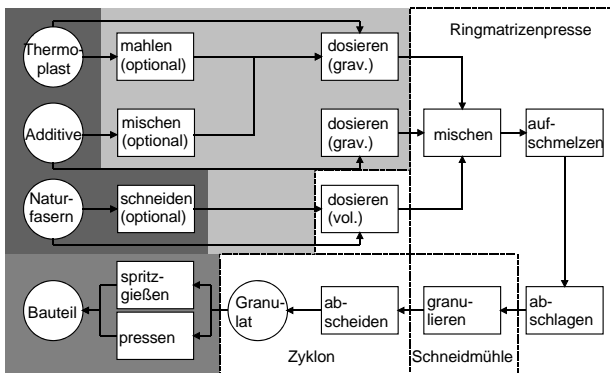 Ringmatrizenpresse
Thermo-
plast
mahlen
(optional)
dosieren
(grav.)
Additive
mischen
(optional)
dosieren
(grav.)
mischen
auf-
schmelzen
Natur-
fasern
schneiden
(optional)
dosieren
(vol.)
Bauteil
spritz-
gießen
pressen
Granu-
lat
ab-
scheiden
granu-
lieren
ab-
schlagen
Zyklon
Schneidmühle